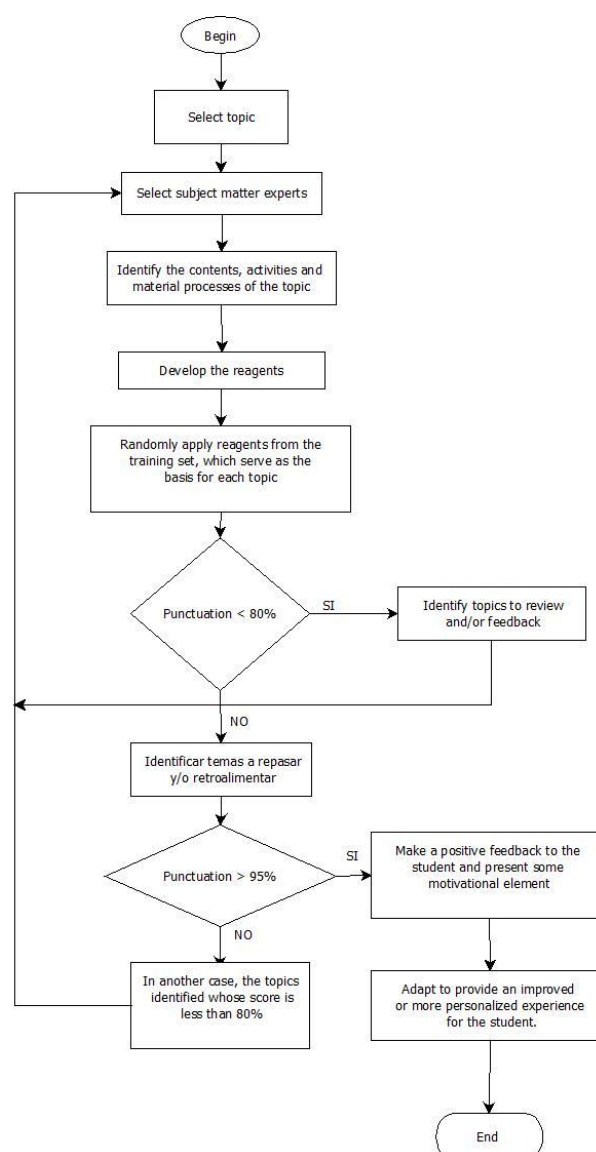 Begin
Select topic
Select subject matter experts
Identify the contents, activities and
material processes of the topic
Develop the reagents
Randomly apply reagents from the
training set, which serve as the
basis for each topic
Punctuation < 80%
SI
Identify topics to review
and/or feedback
NO
Identificar temas a repasar
y/o retroalimentar
Punctuation > 95%
SI
Make a positive feedback to the
student and present some
motivational element
NO
In another case, the topics
identified whose score is
less than 80%
Adapt to provide an improved
or more personalized experience
for the student.
End